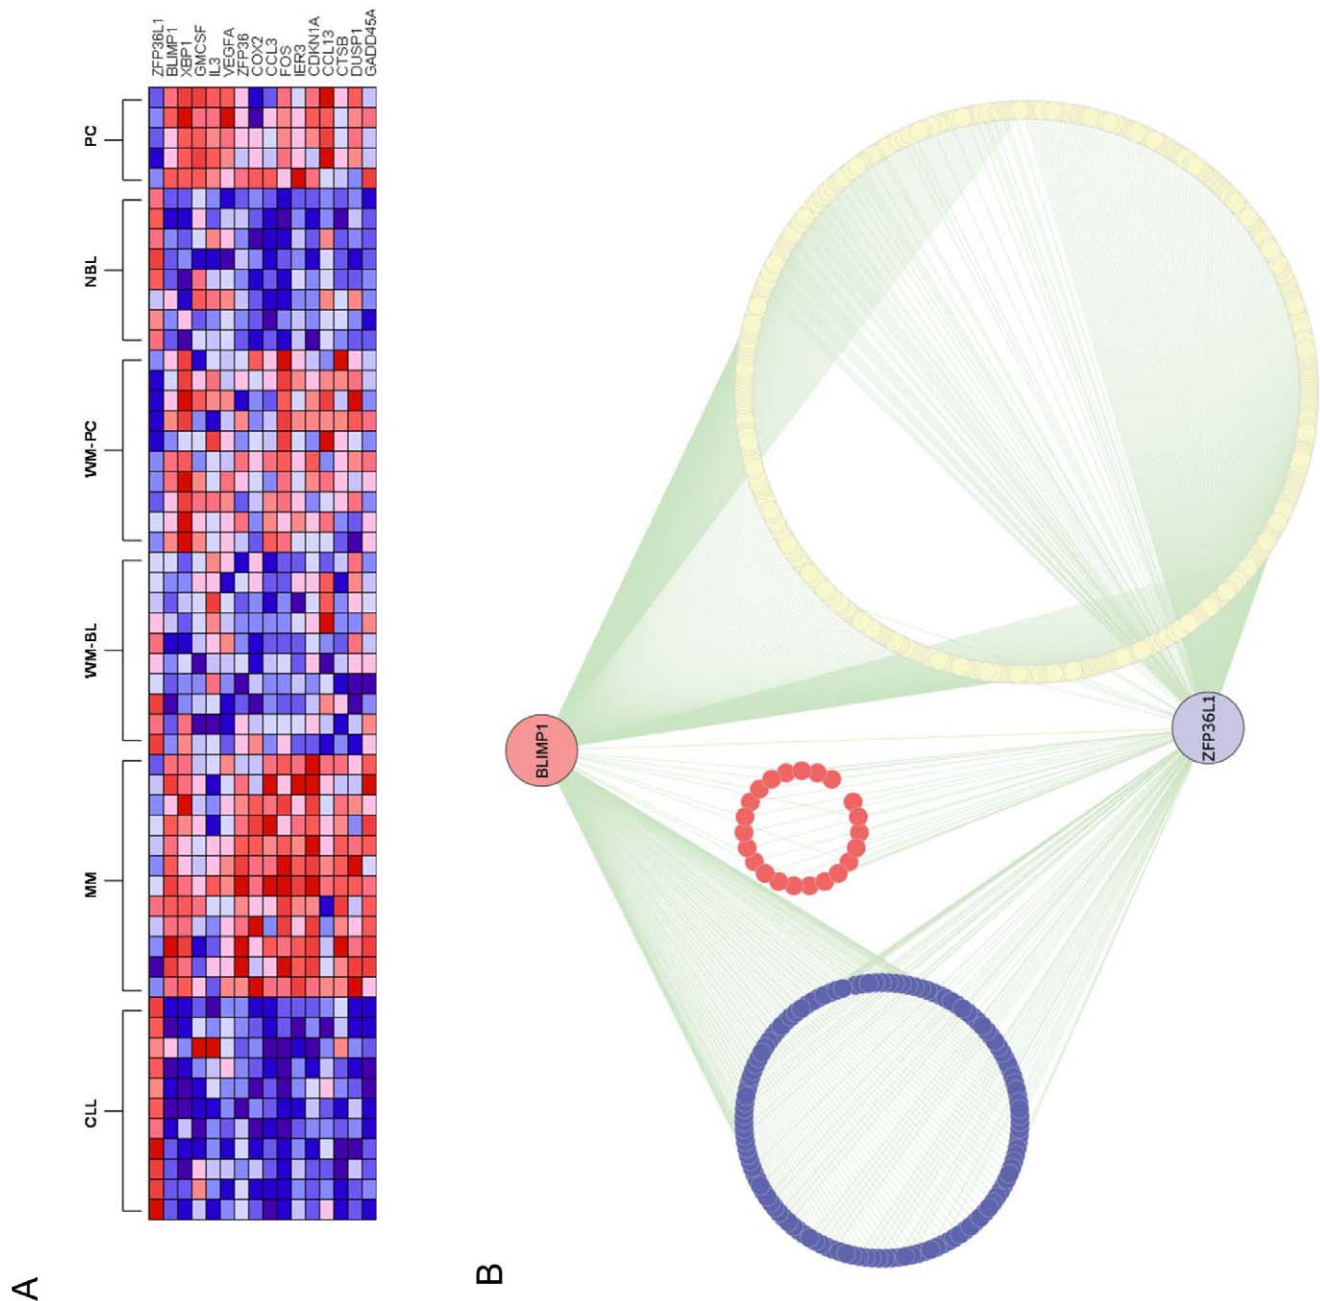 A
CLL
MM
WM-BL
WM-PC
NBL
PC
ZFP36L1
BLIMP1
XBP1
GMCSF
IL3
VEGFA
ZFP36
COX2
CCL3
FOS
IER3
CDKN1A
CCL13
CTSB
DUSP1
GADD45A
B
BLIMP1
ZFP36L1